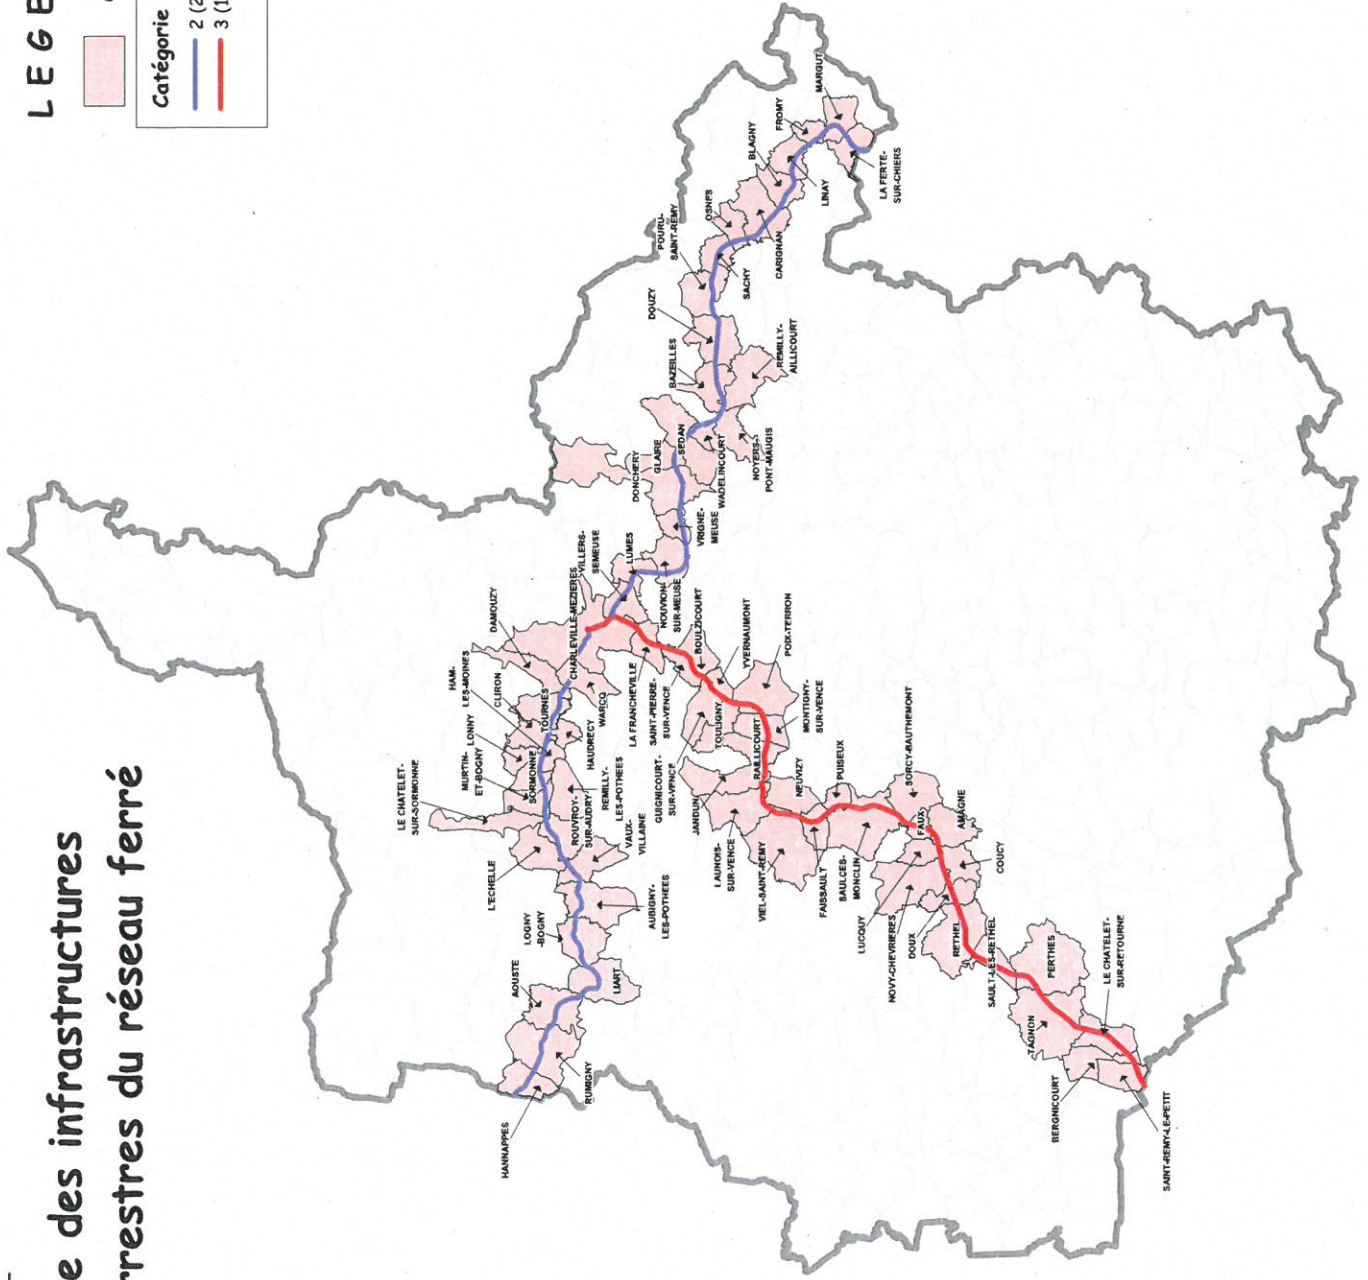 e des infrastructures
rrestres du réseau ferré
LEGE
Catégorie
2 (2
3 (1
HANNAPPES
RUMIGNY
AOUSTE
LIART
LOGNY
-BOGNY
AUBIGNY-
LES-POTHEES
L'ECHELLE
VAUX-
VILLAINE
LE CHATELET-
SUR-SORMONNE
ROUVROY-
SUR-AUDRY
REMILLY-
LES-POTHEES
MURTIN-
ET-BOGNY
SORMONNE
LONNY
HAM-
LES-MOINES
CLIRON
HAUDRECY
TOURNES
DAMOUZY
WARCQ
CHARLEVILLE-MEZIERES
VILLERS-
SEMEUSE
LUMES
NOUVION-
SUR-MEUSE
VRIGNE-
MEUSE
DONCHERY
GLAIRE
SEDAN
WADELINCOURT
NOYERS-
PONT-MAUGIS
BAZEILLES
REMILLY-
AILLICOURT
DOUZY
POURU-
SAINT-REMY
SACHY
OSNES
CARIGNAN
BLAGNY
LINAY
FROMY
MARGUT
LA FERTE-
SUR-CHIERS
LA FRANCHEVILLE
SAINT-PIERRE-
SUR-VENCE
BOULZICOURT
YVERNAUMONT
POIX-TERRON
GUIGNICOURT-
SUR-VENCE
TOULIGNY
MONTIGNY-
SUR-VENCE
RAILLICOURT
JANDUN
LAUNOIS-
SUR-VENCE
NEUVIZY
VIEL-SAINT-REMY
PUISEUX
FAISSAULT
SAULCES-
MONCLIN
SORCY-BAUTHEMONT
FAUX
AMAGNE
LUCQUY
NOVY-CHEVRIERES
COUCY
DOUX
RETHEL
SAULT-LES-RETHEL
PERTHES
TAGNON
LE CHATELET-
SUR-RETOURNE
BERGNICOURT
SAINT-REMY-LE-PETIT